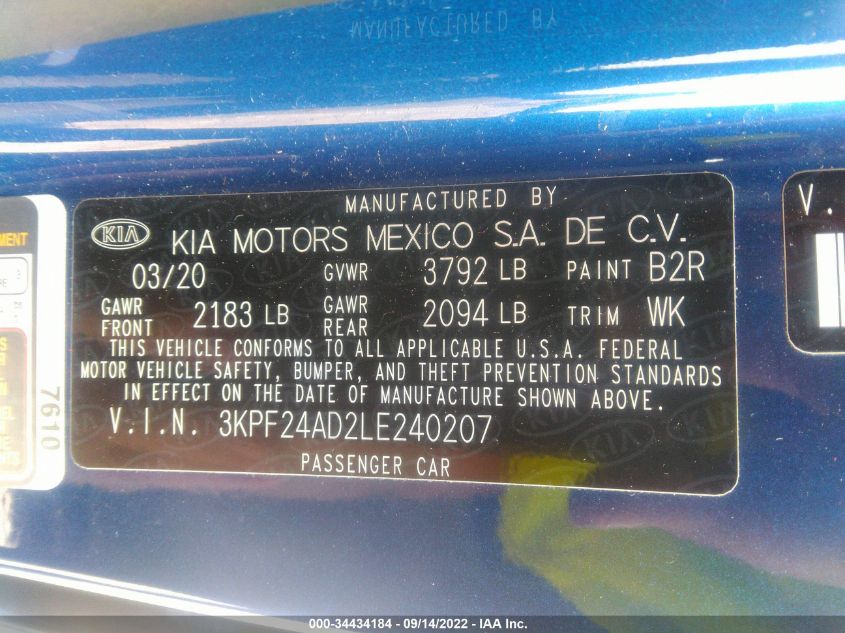 MANUFACTURED BY
MANUFACTURED BY
KIA KIA MOTORS MEXICO S.A. DE C.V.
03/20 GVWR 3792 LB PAINT B2R
GAWR FRONT 2183 LB GAWR REAR 2094 LB TRIM WK
THIS VEHICLE CONFORMS TO ALL APPLICABLE U.S.A. FEDERAL
MOTOR VEHICLE SAFETY, BUMPER, AND THEFT PREVENTION STANDARDS
IN EFFECT ON THE DATE OF MANUFACTURE SHOWN ABOVE.
V.I.N. 3KPF24AD2LE240207
PASSENGER CAR
MENT
7610
V.
000-34434184 - 09/14/2022 - IAA Inc.